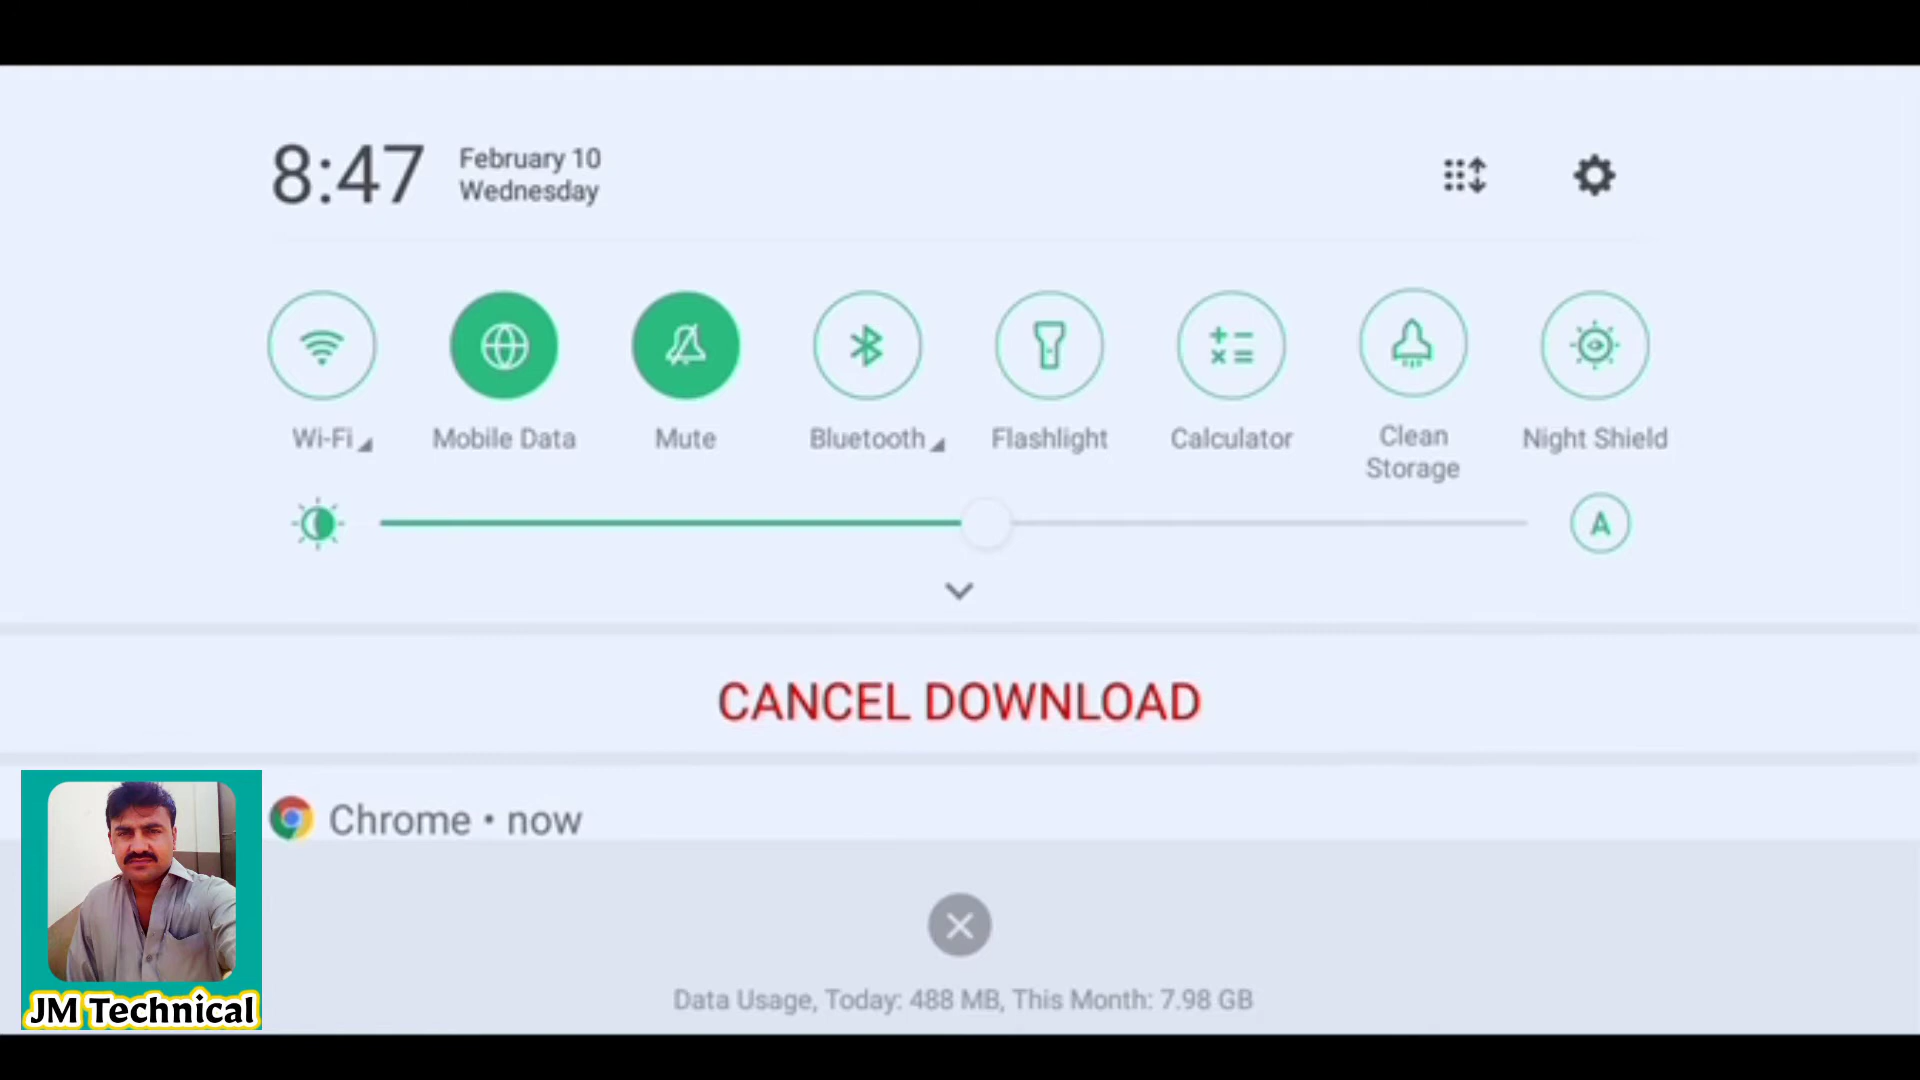 8:47
February 10
Wednesday
Wi-Fi
Mobile Data
Mute
Bluetooth
Flashlight
Calculator
Clean
Storage
Night Shield
A
CANCEL DOWNLOAD
Chrome • now
Data Usage, Today: 488 MB, This Month: 7.98 GB
JM Technical